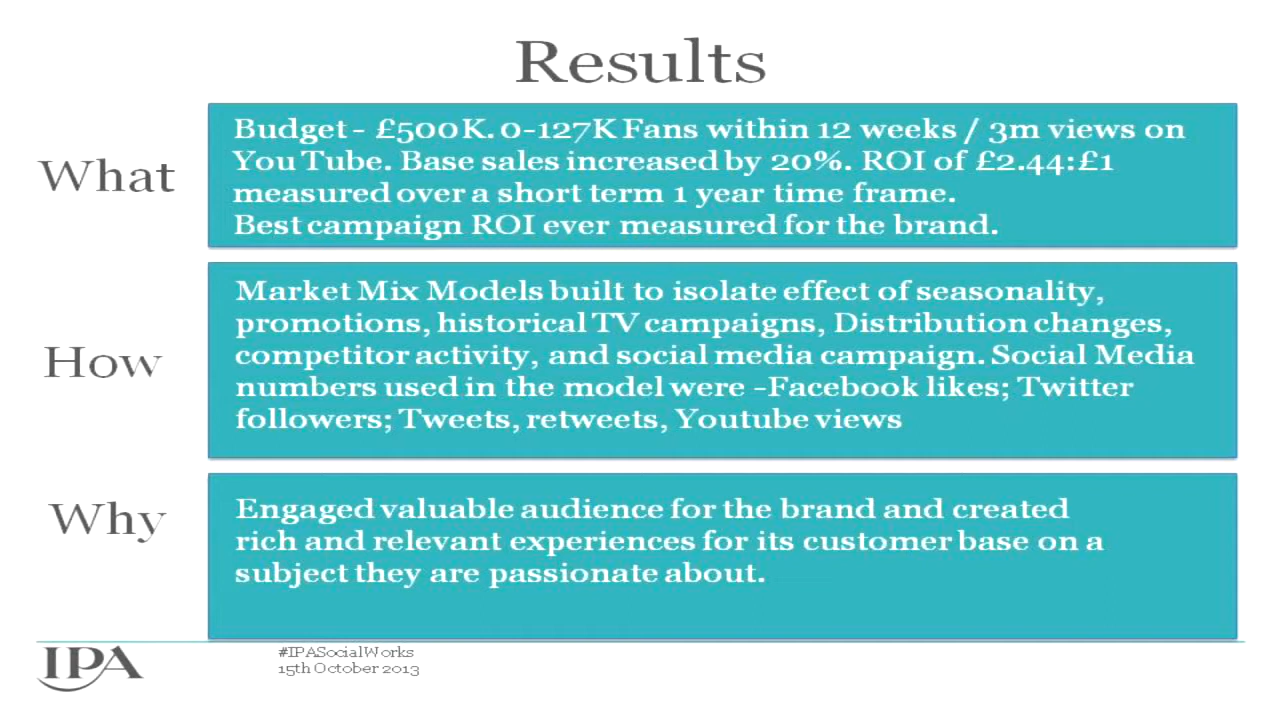 Results
What
Budget - £500K. 0-127K Fans within 12 weeks / 3m views on
You Tube. Base sales increased by 20%. ROI of £2.44:£1
measured over a short term 1 year time frame.
Best campaign ROI ever measured for the brand.
How
Market Mix Models built to isolate effect of seasonality,
promotions, historical TV campaigns, Distribution changes,
competitor activity, and social media campaign. Social Media
numbers used in the model were –Facebook likes; Twitter
followers; Tweets, retweets, Youtube views
Why
Engaged valuable audience for the brand and created
rich and relevant experiences for its customer base on a
subject they are passionate about.
IPA
#IPASocialWorks
15th October 2013